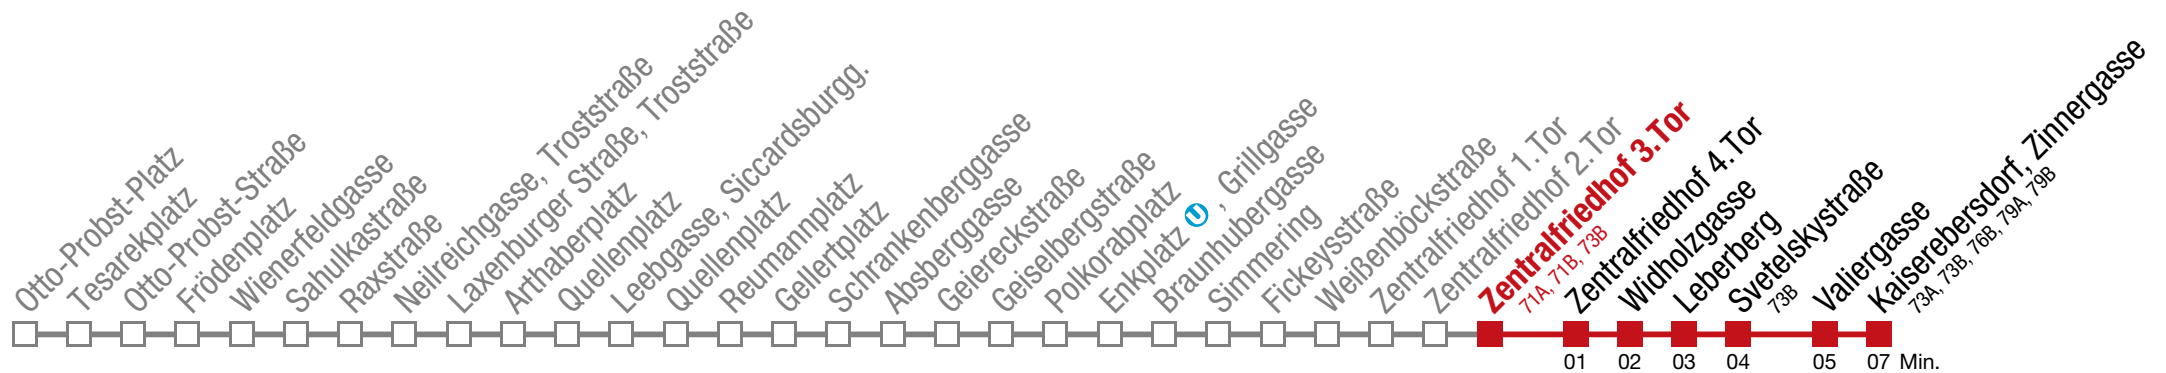 Otto-Probst-Platz
Tesarekplatz
Otto-Probst-Straße
Frödenplatz
Wienerfeldgasse
Sahulkastraße
Raxstraße
Neilreichgasse, Troststraße
Laxenburger Straße, Troststraße
Arthaberplatz
Quellenplatz
Leebgasse, Siccardsburgg.
Quellenplatz
Reumannplatz
Gellertplatz
Schrankenberggasse
Absberggasse
Geiereckstraße
Geiselbergstraße
Polkorabplatz
Enkplatz U, Grillgasse
Braunhubergasse
Simmering
Fickeysstraße
Weißenböckstraße
Zentralfriedhof 1.Tor
Zentralfriedhof 2.Tor
Zentralfriedhof 3.Tor
71A, 71B, 73B
Zentralfriedhof 4.Tor
Widholzgasse
Leberberg
Svetelskystraße
73B
Valiergasse
Kaiserebersdorf, Zinnergasse
73A, 73B, 76B, 79A, 79B
01 02 03 04 05 07 Min.